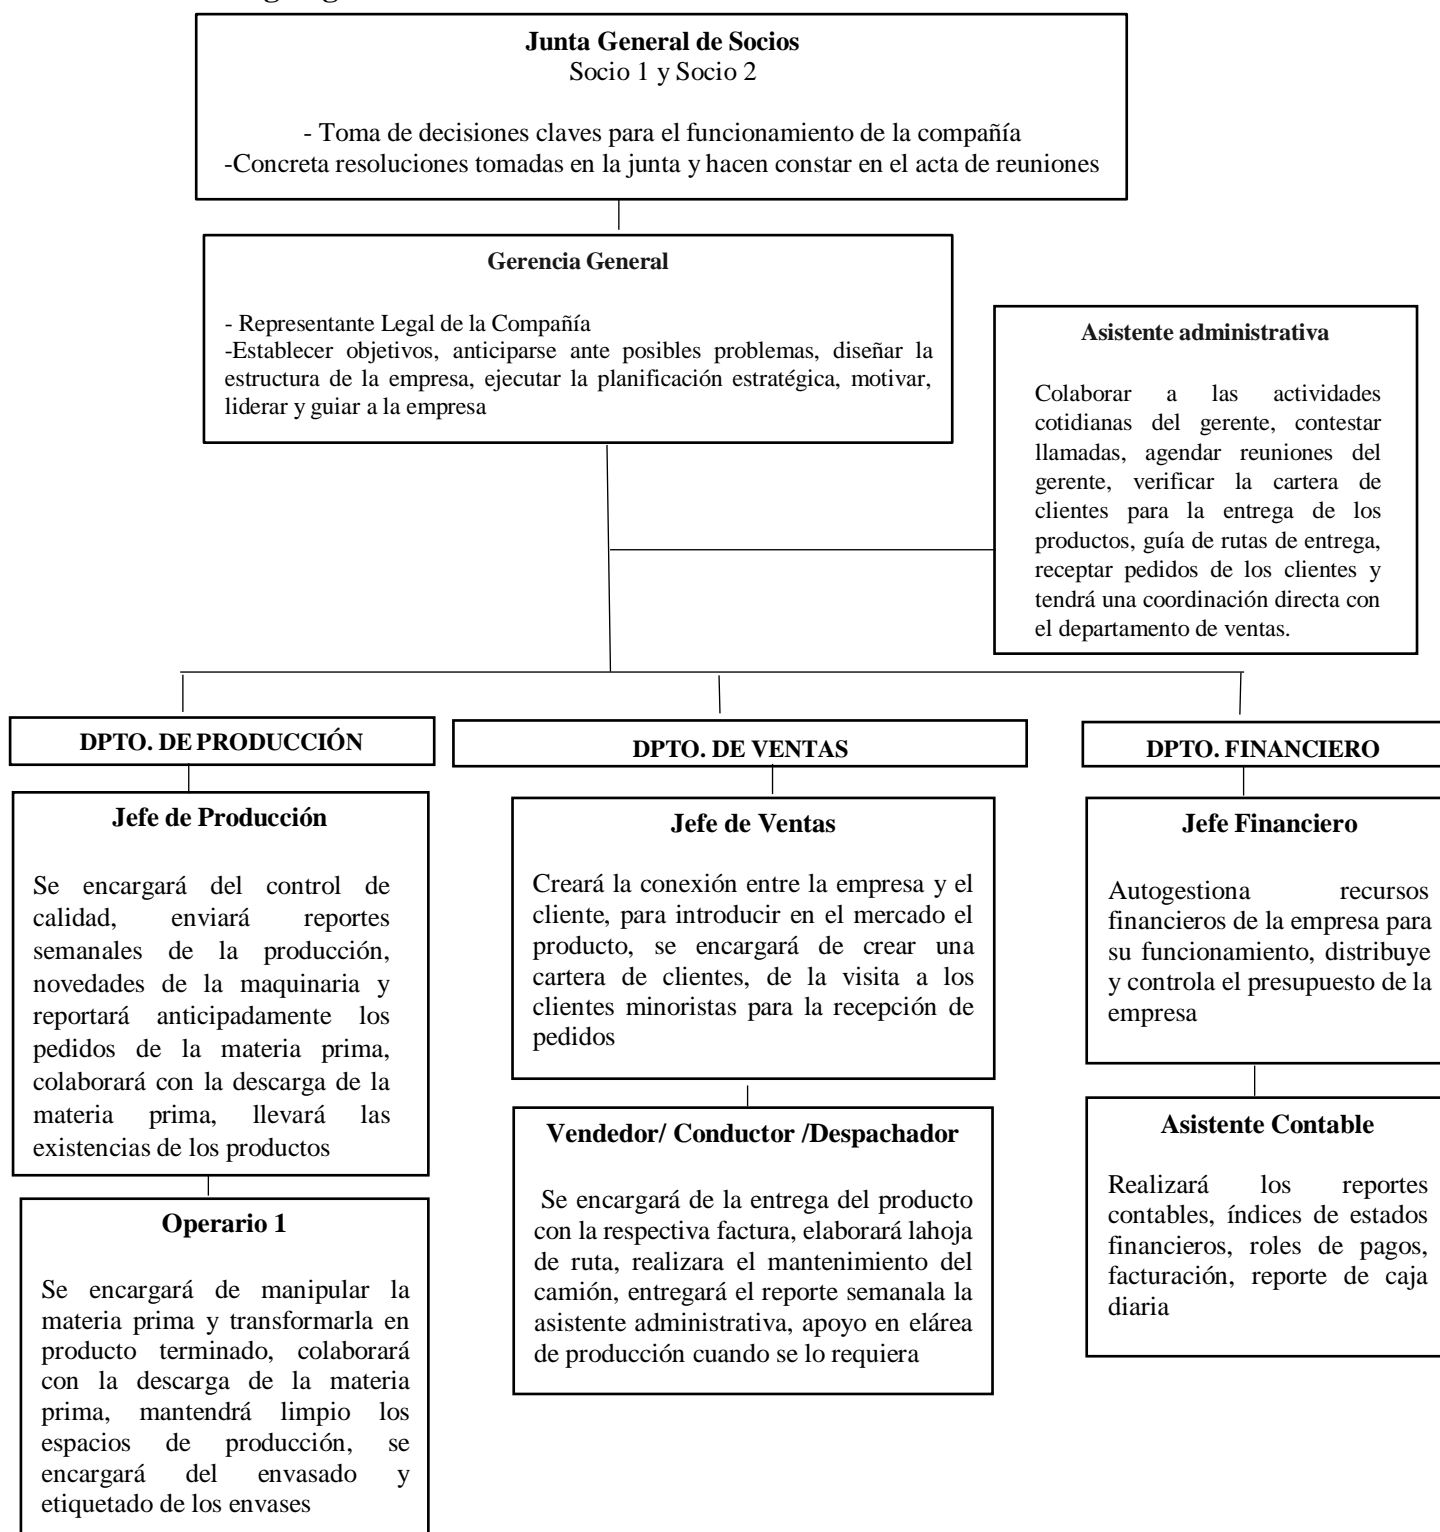 Junta General de Socios
Socio 1 y Socio 2
- Toma de decisiones claves para el funcionamiento de la compañía
-Concreta resoluciones tomadas en la junta y hacen constar en el acta de reuniones
Gerencia General
- Representante Legal de la Compañía
-Establecer objetivos, anticiparse ante posibles problemas, diseñar la
estructura de la empresa, ejecutar la planificación estratégica, motivar,
liderar y guiar a la empresa
Asistente administrativa
Colaborar a las actividades
cotidianas del gerente, contestar
llamadas, agendar reuniones del
gerente, verificar la cartera de
clientes para la entrega de los
productos, guía de rutas de entrega,
receptar pedidos de los clientes y
tendrá una coordinación directa con
el departamento de ventas.
DPTO. DE PRODUCCIÓN
Jefe de Producción
Se encargará del control de
calidad, enviará reportes
semanales de la producción,
novedades de la maquinaria y
reportará anticipadamente los
pedidos de la materia prima,
colaborará con la descarga de la
materia prima, llevará las
existencias de los productos
Operario 1
Se encargará de manipular la
materia prima y transformarla en
producto terminado, colaborará
con la descarga de la materia
prima, mantendrá limpio los
espacios de producción, se
encargará del envasado y
etiquetado de los envases
DPTO. DE VENTAS
Jefe de Ventas
Creará la conexión entre la empresa y el
cliente, para introducir en el mercado el
producto, se encargará de crear una
cartera de clientes, de la visita a los
clientes minoristas para la recepción de
pedidos
Vendedor/ Conductor /Despachador
Se encargará de la entrega del producto
con la respectiva factura, elaborará lahoja
de ruta, realizara el mantenimiento del
camión, entregará el reporte semanala la
asistente administrativa, apoyo en elárea
de producción cuando se lo requiera
DPTO. FINANCIERO
Jefe Financiero
Autogestiona recursos
financieros de la empresa para
su funcionamiento, distribuye
y controla el presupuesto de la
empresa
Asistente Contable
Realizará los reportes
contables, índices de estados
financieros, roles de pagos,
facturación, reporte de caja
diaria